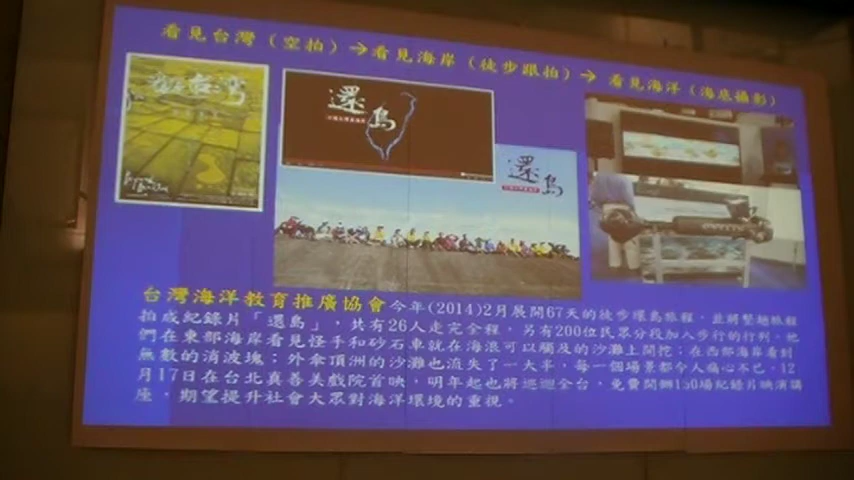 看見台灣（空拍）→看見海岸（徒步跟拍）→ 看見海洋（海底攝影）
看見台灣
還島
還島
台灣海洋教育推廣協會今年(2014)2月展開67天的徒步環島旅程，並將整趟旅程
拍成紀錄片「還島」，共有26人走完全程，另有200位民眾分段加入步行的行列。他
們在東部海岸看見怪手和砂石車就在海浪可以觸及的沙灘上開挖；在西部海岸看到
無數的消波塊；外傘頂洲的沙灘也流失了一大半，每一個場景都令人痛心不已。12
月17日在台北真善美戲院首映，明年起也將巡迴全台，免費開辦150場紀錄片映演講
座，期望提升社會大眾對海洋環境的重視。